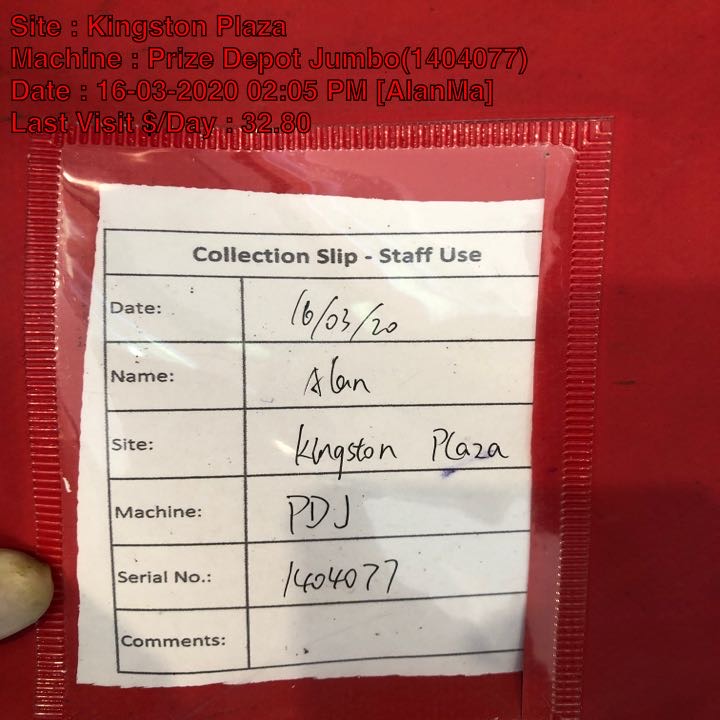 Site : Kingston Plaza
Machine : Prize Depot Jumbo(1404077)
Date : 16-03-2020 02:05 PM [AlanMa]
Last Visit $/Day : 32.80
Collection Slip - Staff Use
Date: 16/03/20
Name: Alan
Site: Kingston Plaza
Machine: PDJ
Serial No.: 1404077
Comments: